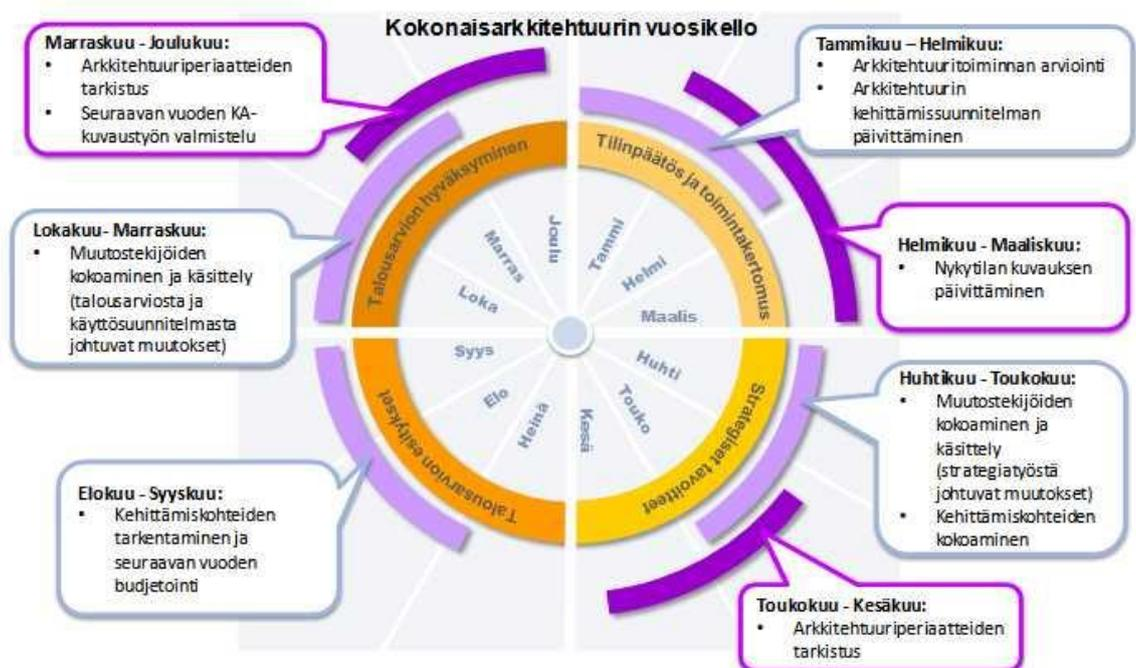 Kokonaisarkkitehtuurin vuosikello
Marraskuu - Joulukuu:
• Arkkitehtuuriperiaatteiden
tarkistus
• Seuraavan vuoden KA-
kuvaustyön valmistelu
Tammikuu – Helmikuu:
• Arkkitehtuuritoiminnan arviointi
• Arkkitehtuurin
kehittämissuunnitelman
päivittäminen
Lokakuu- Marraskuu:
• Muutostekijöiden
kokoaminen ja käsittely
(talousarviosta ja
käyttösuunnitelmasta
johtuvat muutokset)
Helmikuu - Maaliskuu:
• Nykytilan kuvauksen
päivittäminen
Huhtikuu - Toukokuu:
• Muutostekijöiden
kokoaminen ja
käsittely
(strategiatyöstä
johtuvat muutokset)
• Kehittämiskohteiden
kokoaminen
Elokuu - Syyskuu:
• Kehittämiskohteiden
tarkentaminen ja
seuraavan vuoden
budjetointi
Toukokuu - Kesäkuu:
• Arkkitehtuuriperiaatteiden
tarkistus
Talousarvion hyväksyminen
Tilinpäätös ja toimintakertomus
Strategiset tavoitteet
Talousarvion esitykset
Tammi
Helmi
Maalis
Huhti
Touko
Kesä
Heinä
Elo
Syys
Loka
Marras
Joulu